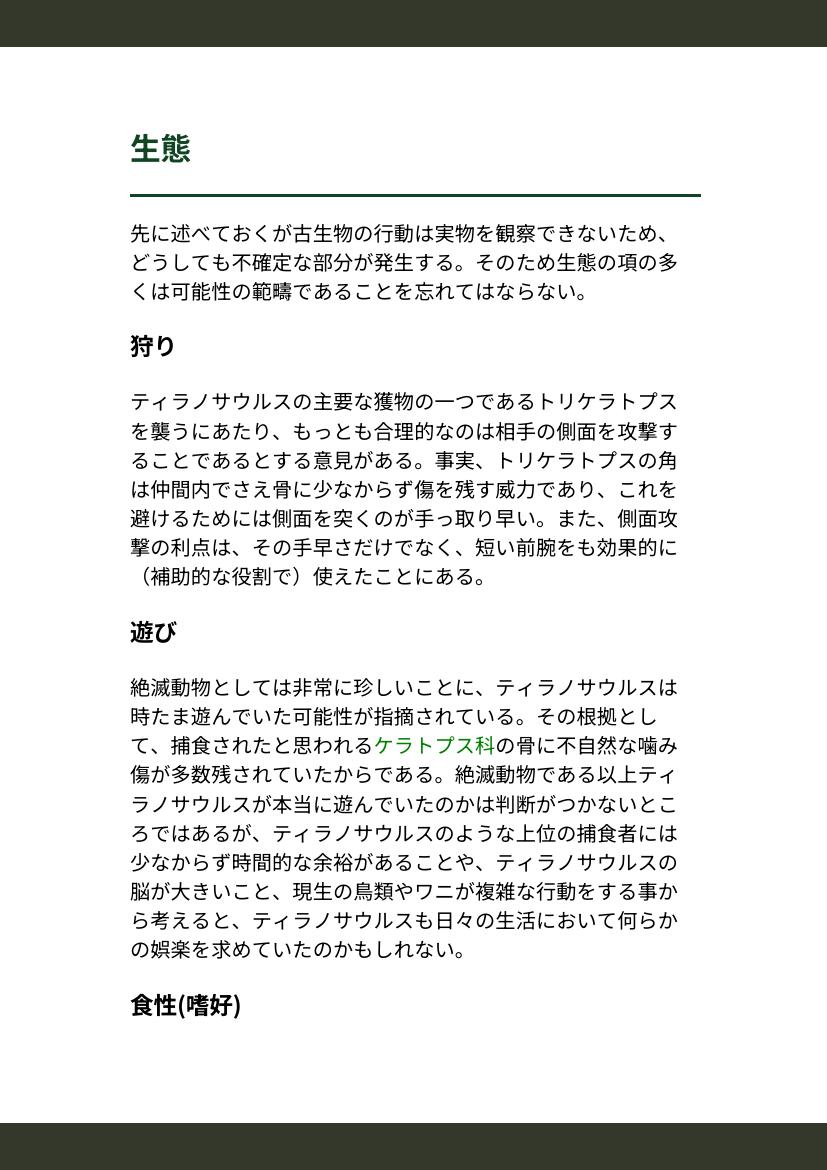 生態
先に述べておくが古生物の行動は実物を観察できないため、
どうしても不確定な部分が発生する。そのため生態の項の多
くは可能性の範疇であることを忘れてはならない。
狩り
ティラノサウルスの主要な獲物の一つであるトリケラトプス
を襲うにあたり、もっとも合理的なのは相手の側面を攻撃す
ることであるとする意見がある。事実、トリケラトプスの角
は仲間内でさえ骨に少なからず傷を残す威力であり、これを
避けるためには側面を突くのが手っ取り早い。また、側面攻
撃の利点は、その手早さだけでなく、短い前腕をも効果的に
（補助的な役割で）使えたことにある。
遊び
絶滅動物としては非常に珍しいことに、ティラノサウルスは
時たま遊んでいた可能性が指摘されている。その根拠とし
て、捕食されたと思われるケラトプス科の骨に不自然な噛み
傷が多数残されていたからである。絶滅動物である以上ティ
ラノサウルスが本当に遊んでいたのかは判断がつかないとこ
ろではあるが、ティラノサウルスのような上位の捕食者には
少なからず時間的な余裕があることや、ティラノサウルスの
脳が大きいこと、現生の鳥類やワニが複雑な行動をする事か
ら考えると、ティラノサウルスも日々の生活において何らか
の娯楽を求めていたのかもしれない。
食性(嗜好)